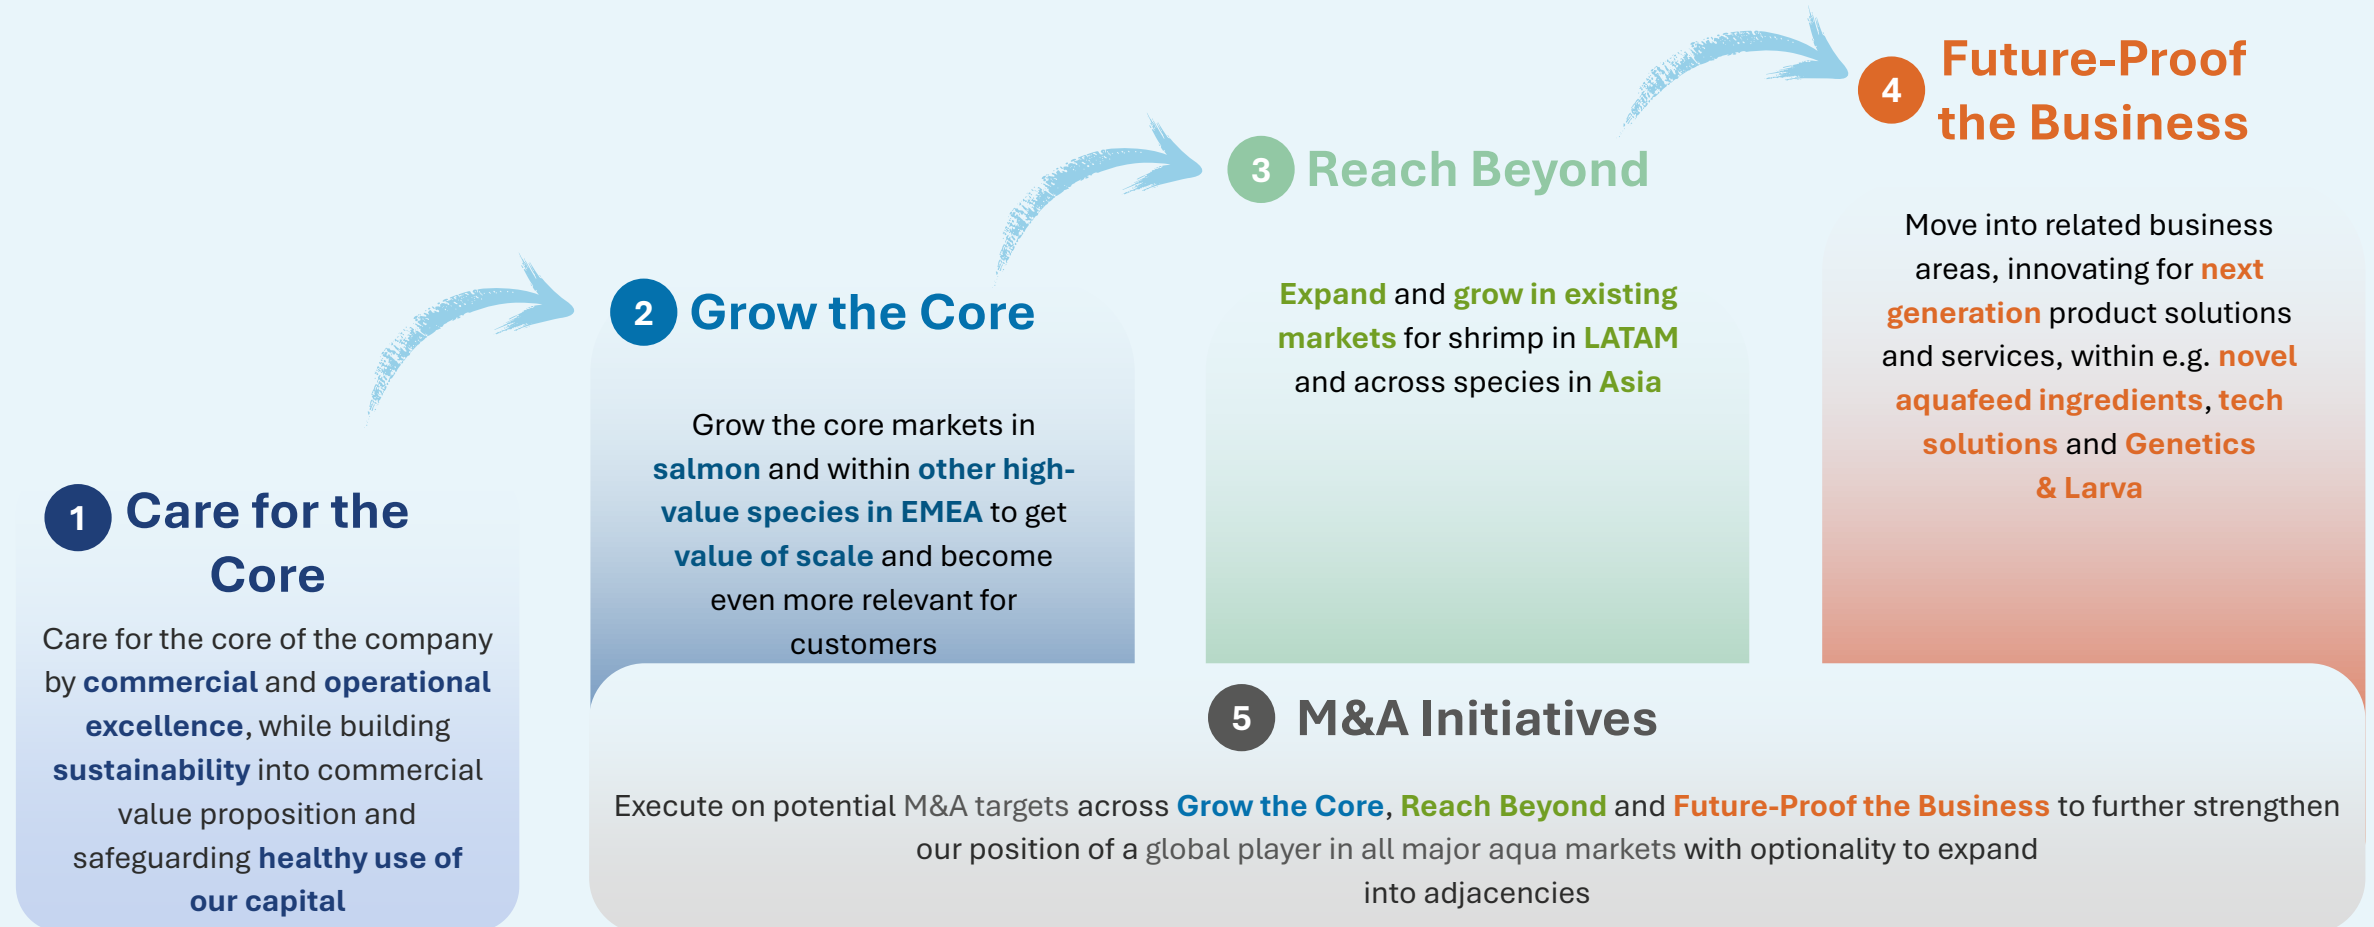 1
Care for the
Core
Care for the core of the company
by commercial and operational
excellence, while building
sustainability into commercial
value proposition and
safeguarding healthy use of
our capital
2
Grow the Core
Grow the core markets in
salmon and within other high-
value species in EMEA to get
value of scale and become
even more relevant for
customers
3
Reach Beyond
Expand and grow in existing
markets for shrimp in LATAM
and across species in Asia
4
Future-Proof
the Business
Move into related business
areas, innovating for next
generation product solutions
and services, within e.g. novel
aquafeed ingredients, tech
solutions and Genetics
& Larva
5
M&A Initiatives
Execute on potential M&A targets across Grow the Core, Reach Beyond and Future-Proof the Business to further strengthen
our position of a global player in all major aqua markets with optionality to expand
into adjacencies